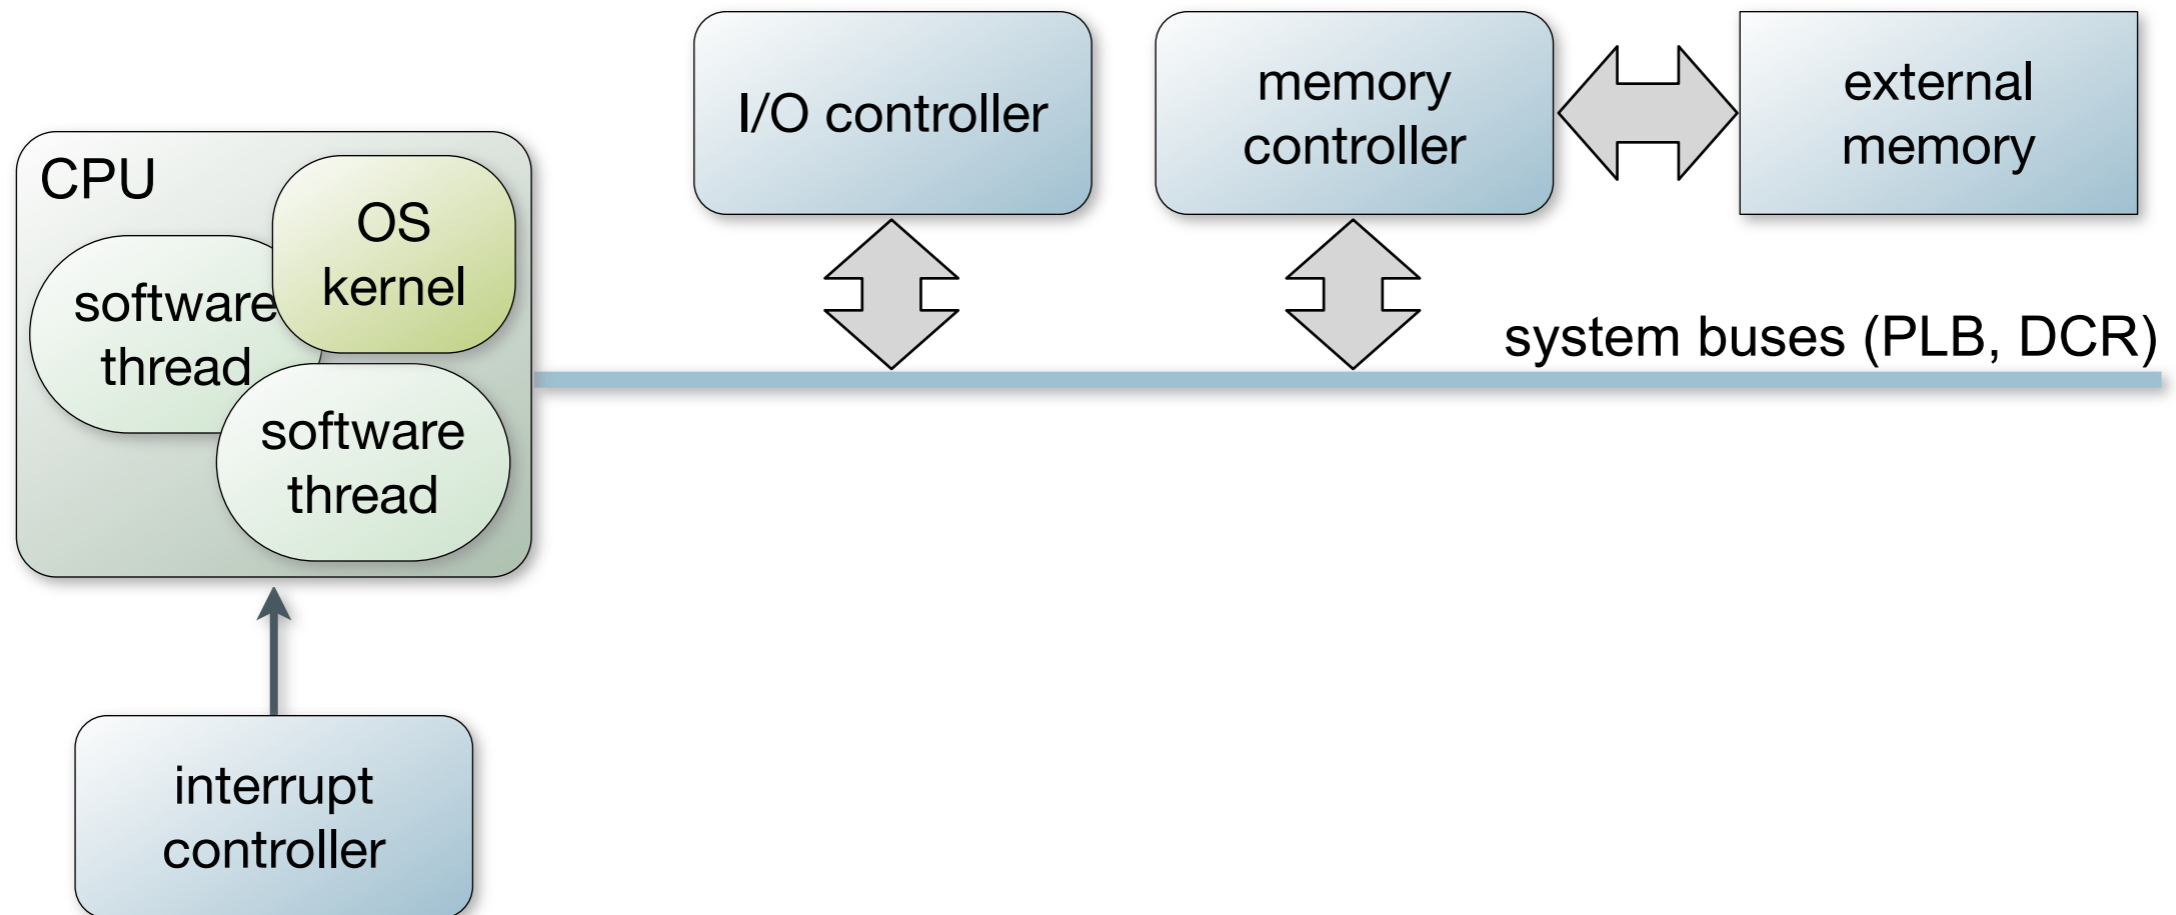 CPU
OS
kernel
software
thread
software
thread
I/O controller
memory
controller
external
memory
system buses (PLB, DCR)
interrupt
controller